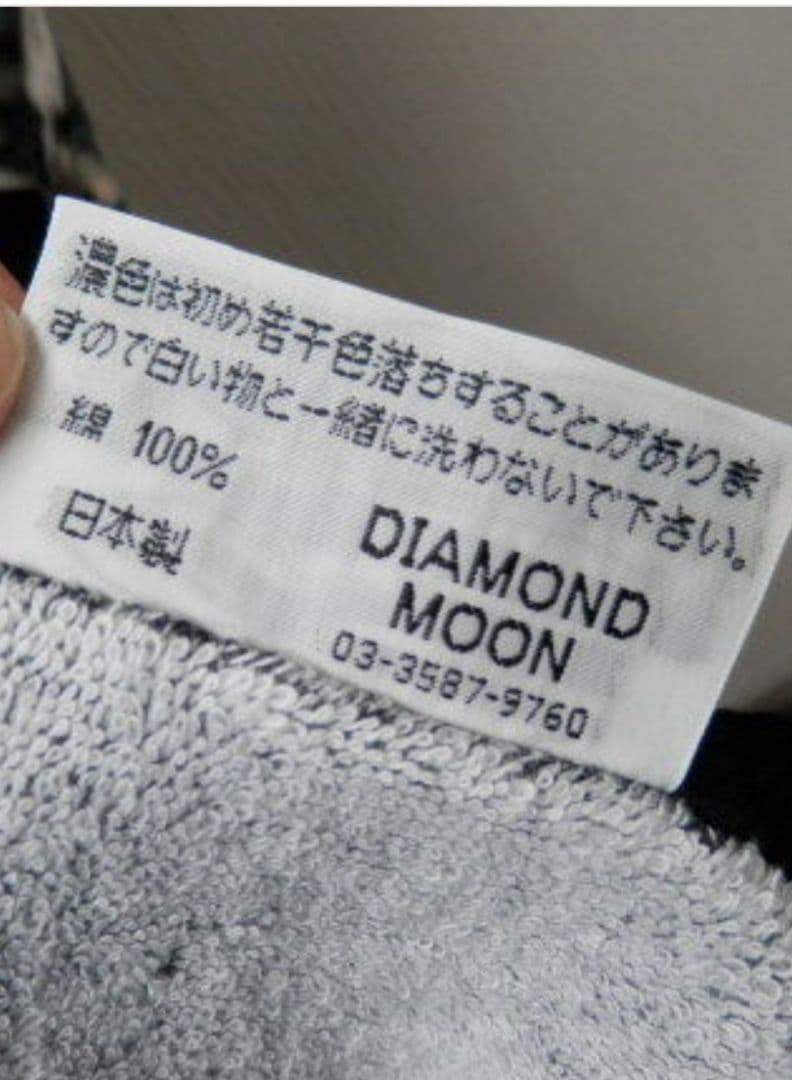 濃色は初め若干色落ちすることがありま
すので白い物と一緒に洗わないで下さい。
綿 100%
日本製
DIAMOND
MOON
03-3587-9760